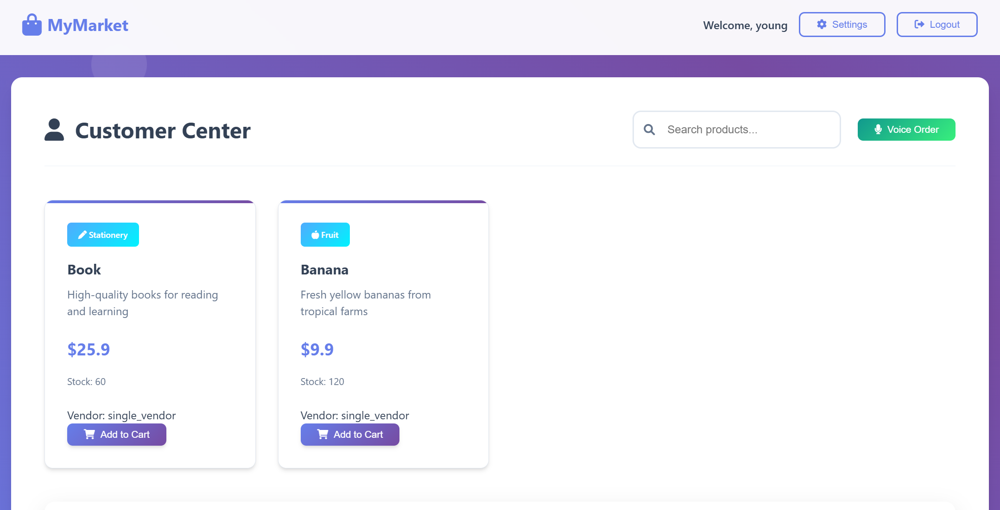 MyMarket
Welcome, young
Settings
Logout
Customer Center
Search products...
Voice Order
Stationery
Book
High-quality books for reading
and learning
$25.9
Stock: 60
Vendor: single_vendor
Add to Cart
Fruit
Banana
Fresh yellow bananas from
tropical farms
$9.9
Stock: 120
Vendor: single_vendor
Add to Cart